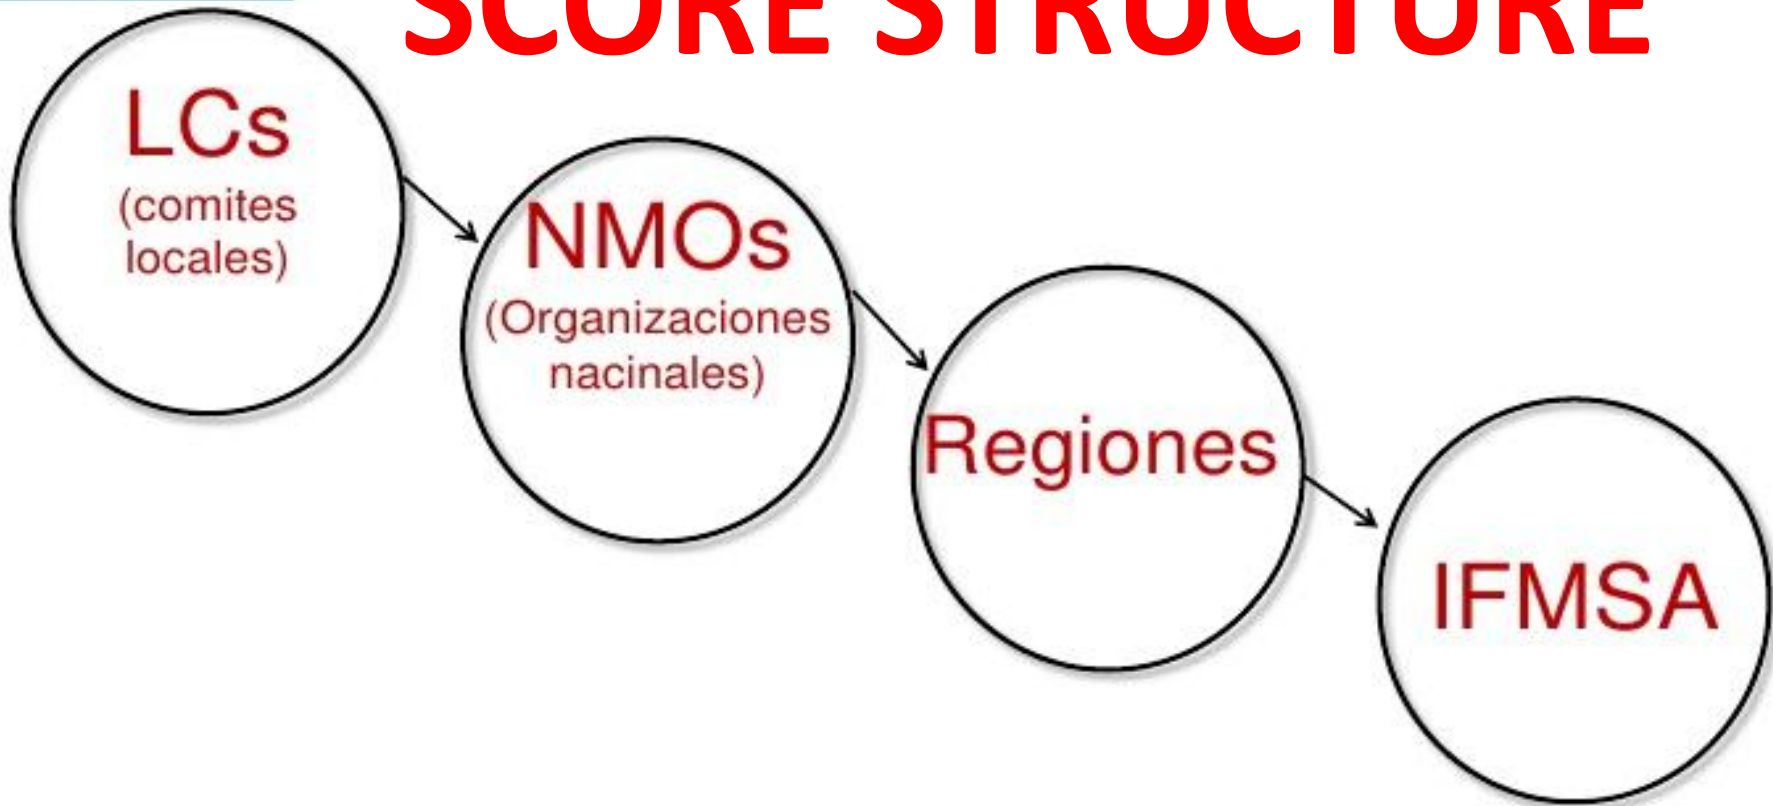 SCORE STRUCTURE
LCs
(comites
locales)
NMOs
(Organizaciones
nacinales)
Regiones
IFMSA